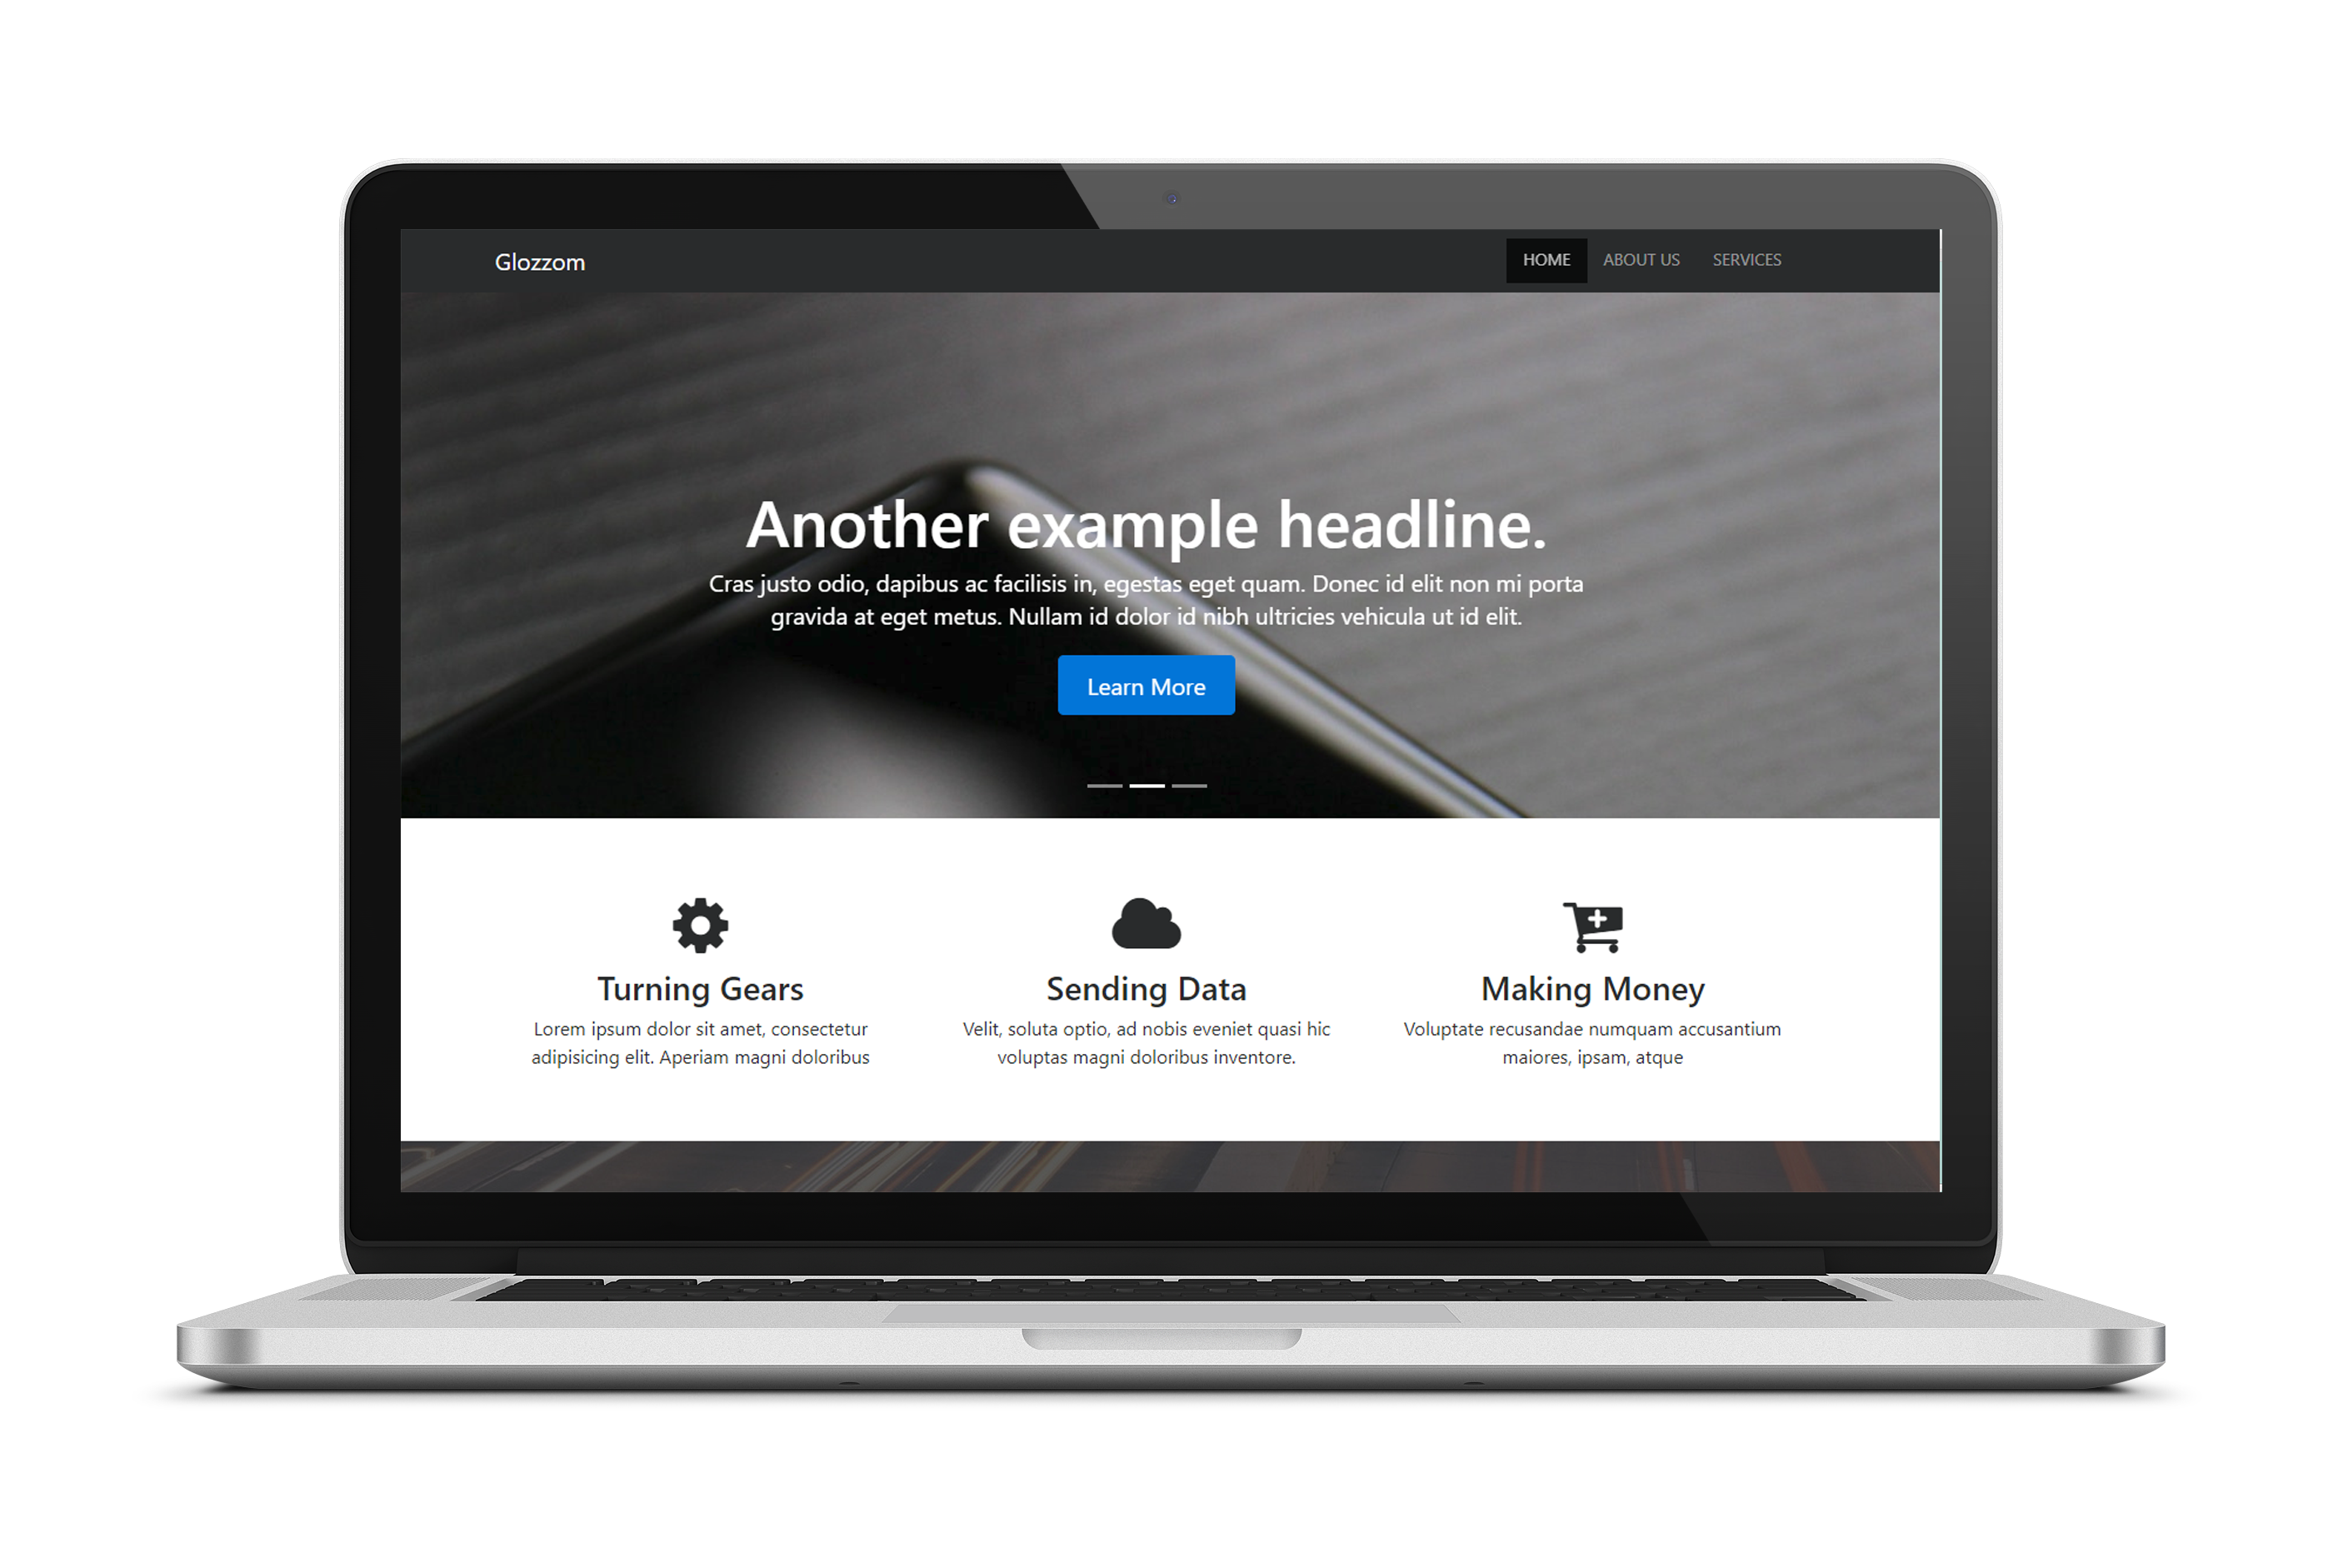 Glozzom
HOME ABOUT US SERVICES
Another example headline.
Cras justo odio, dapibus ac facilisis in, egestas eget quam. Donec id elit non mi porta
gravida at eget metus. Nullam id dolor id nibh ultricies vehicula ut id elit.
Learn More
Turning Gears
Lorem ipsum dolor sit amet, consectetur
adipisicing elit. Aperiam magni doloribus
Sending Data
Velit, soluta optio, ad nobis eveniet quasi hic
voluptas magni doloribus inventore.
Making Money
Voluptate recusandae numquam accusantium
maiores, ipsam, atque